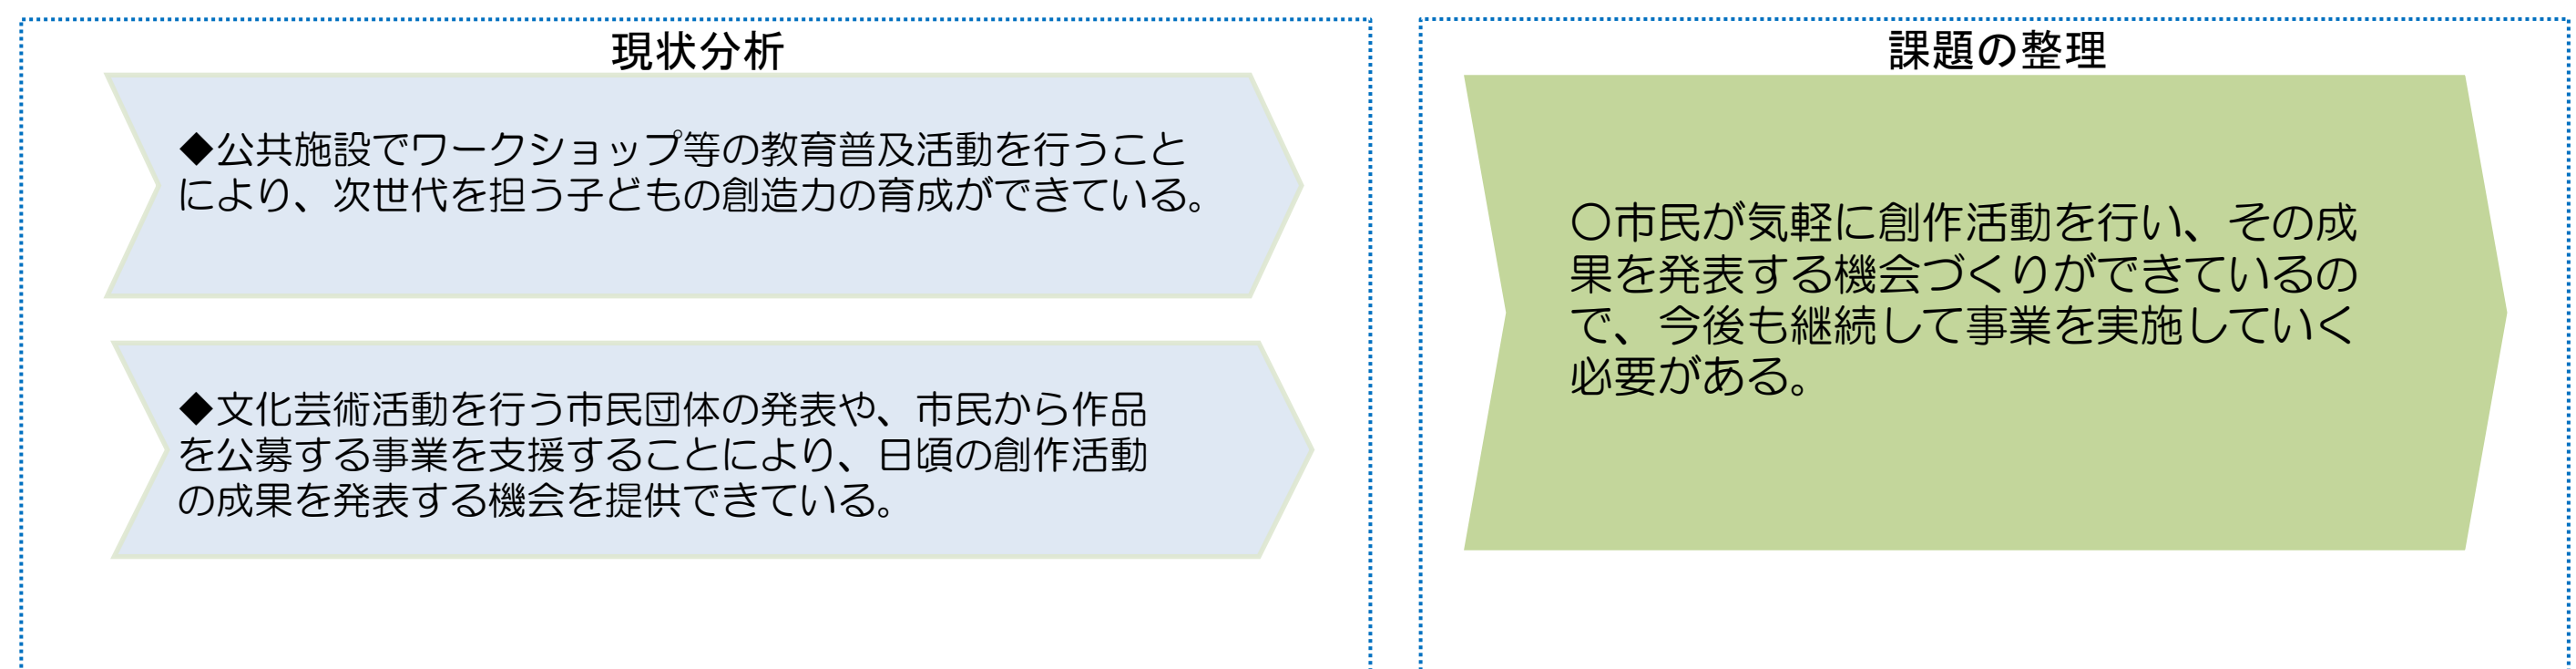 現状分析
◆公共施設でワークショップ等の教育普及活動を行うこと
により、次世代を担う子どもの創造力の育成ができている。
◆文化芸術活動を行う市民団体の発表や、市民から作品
を公募する事業を支援することにより、日頃の創作活動
の成果を発表する機会を提供できている。
課題の整理
〇市民が気軽に創作活動を行い、その成
果を発表する機会づくりができているの
で、今後も継続して事業を実施していく
必要がある。